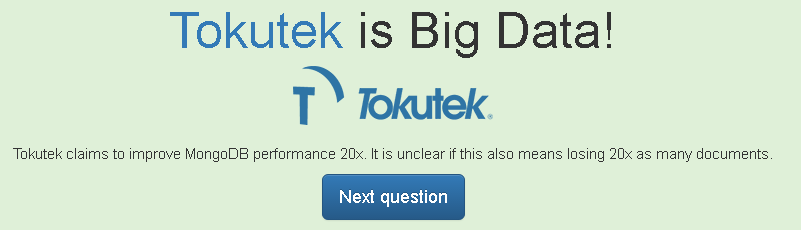 Tokutek is Big Data!
Tokutek®
Tokutek claims to improve MongoDB performance 20x. It is unclear if this also means losing 20x as many documents.
Next question